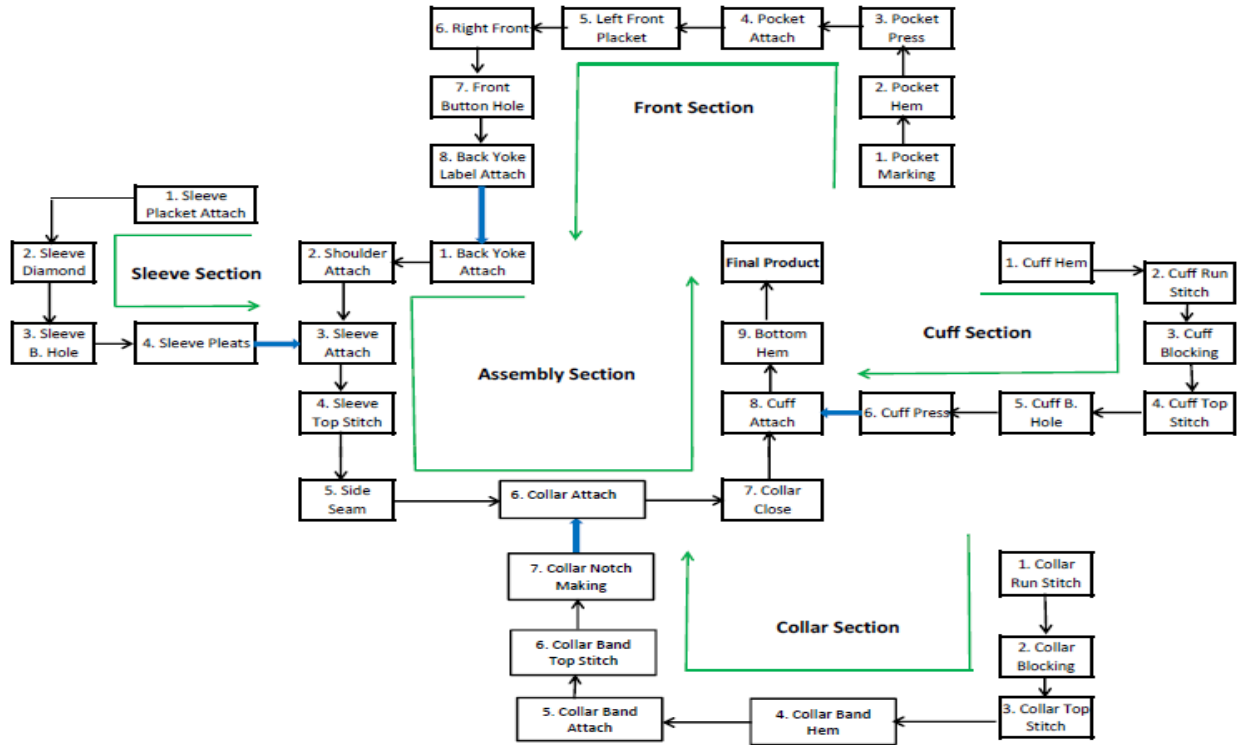 6. Right Front
5. Left Front
Placket
4. Pocket
Attach
3. Pocket
Press
7. Front
Button Hole
Front Section
2. Pocket
Hem
8. Back Yoke
Label Attach
1. Pocket
Marking
1. Sleeve
Placket Attach
2. Sleeve
Diamond
Sleeve Section
2. Shoulder
Attach
1. Back Yoke
Attach
Final Product
1. Cuff Hem
2. Cuff Run
Stitch
3. Sleeve
B. Hole
4. Sleeve Pleats
3. Sleeve
Attach
9. Bottom
Hem
Cuff Section
3. Cuff
Blocking
Assembly Section
4. Sleeve
Top Stitch
8. Cuff
Attach
6. Cuff Press
5. Cuff B.
Hole
4. Cuff Top
Stitch
5. Side
Seam
6. Collar Attach
7. Collar
Close
7. Collar Notch
Making
1. Collar
Run Stitch
6. Collar Band
Top Stitch
Collar Section
2. Collar
Blocking
5. Collar Band
Attach
4. Collar Band
Hem
3. Collar Top
Stitch